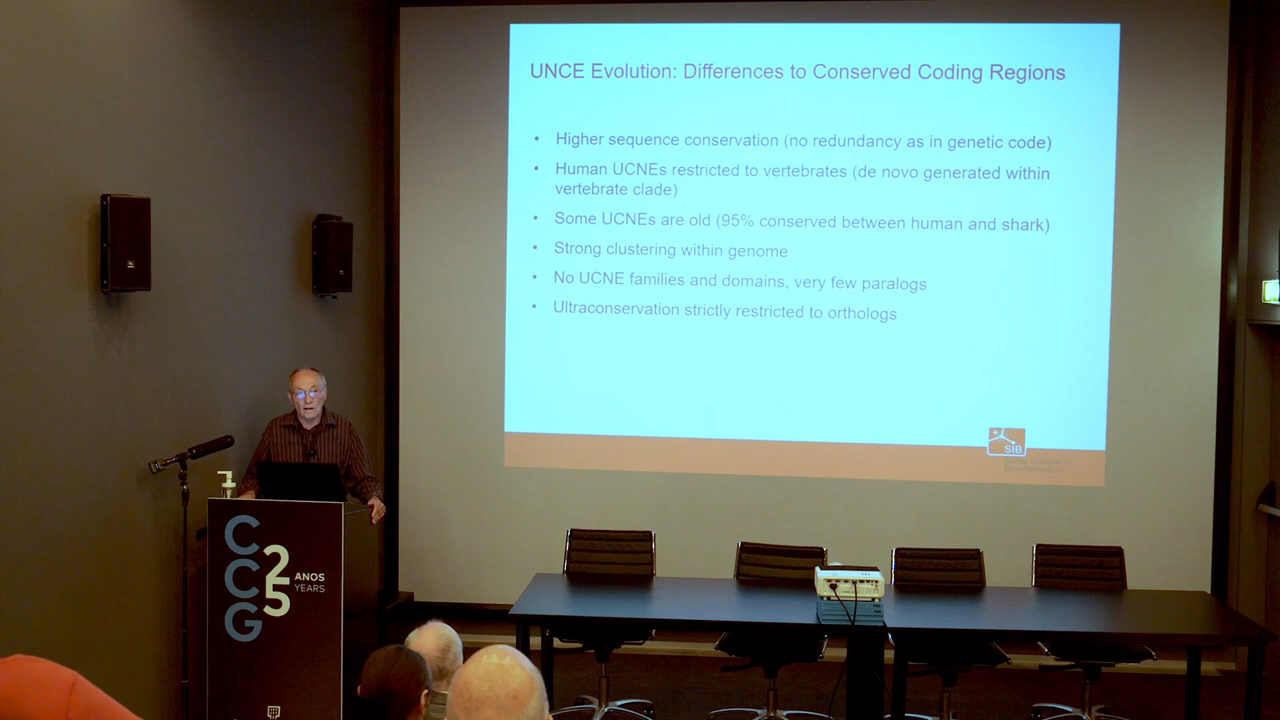 UNCE Evolution: Differences to Conserved Coding Regions
• Higher sequence conservation (no redundancy as in genetic code)
• Human UCNEs restricted to vertebrates (de novo generated within
vertebrate clade)
• Some UCNEs are old (95% conserved between human and shark)
• Strong clustering within genome
• No UCNE families and domains, very few paralogs
• Ultraconservation strictly restricted to orthologs
SIB
CCG
25
ANOS
YEARS